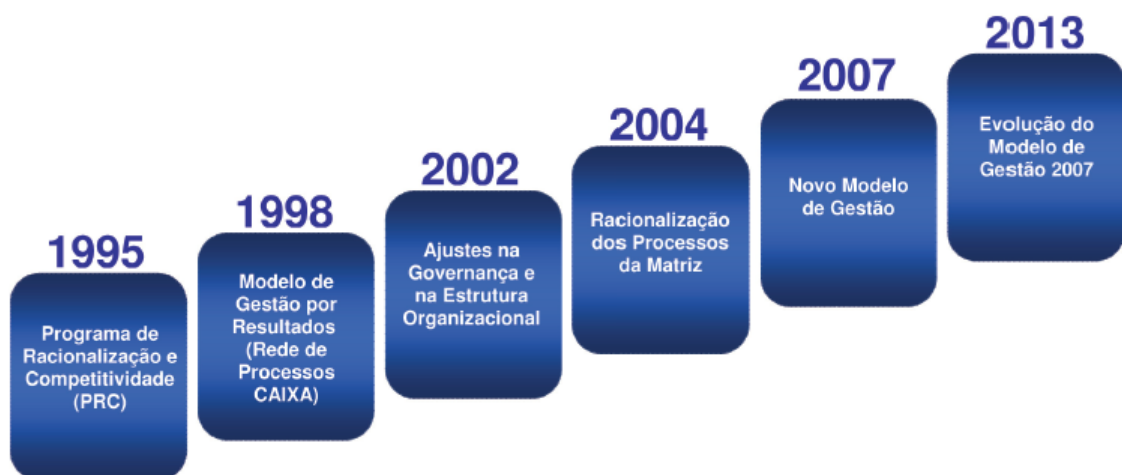 1995
Programa de
Racionalização e
Competitividade
(PRC)
1998
Modelo de
Gestão por
Resultados
(Rede de
Processos
CAIXA)
2002
Ajustes na
Governança e
na Estrutura
Organizacional
2004
Racionalização
dos Processos
da Matriz
2007
Novo Modelo
de Gestão
2013
Evolução do
Modelo de
Gestão 2007